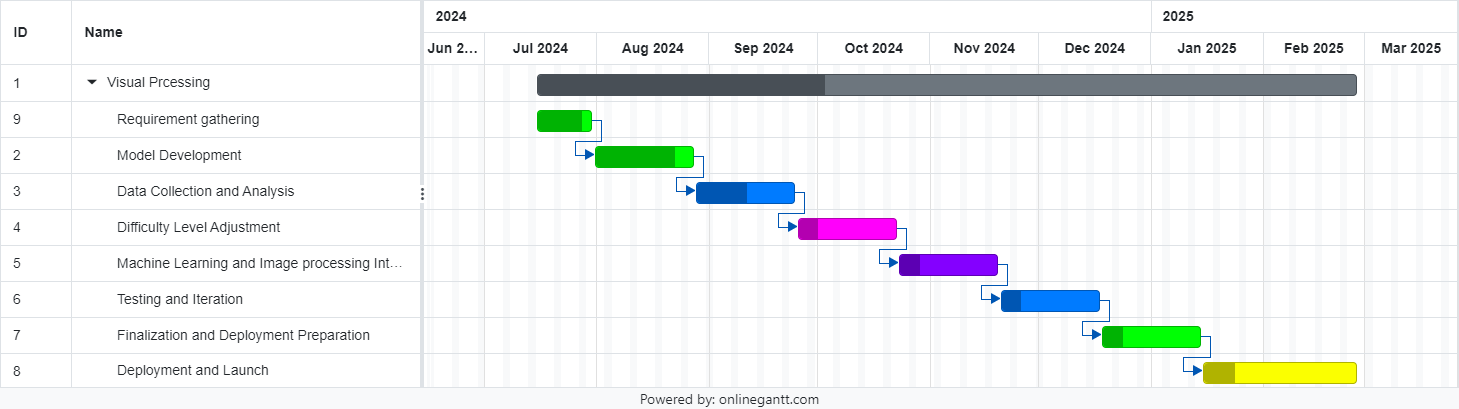 2024 2025
ID Name
Jun 2... Jul 2024 Aug 2024 Sep 2024 Oct 2024 Nov 2024 Dec 2024 Jan 2025 Feb 2025 Mar 2025
1 Visual Prcessing
9 Requirement gathering
2 Model Development
3 Data Collection and Analysis
4 Difficulty Level Adjustment
5 Machine Learning and Image processing Int...
6 Testing and Iteration
7 Finalization and Deployment Preparation
8 Deployment and Launch
Powered by: onlinegantt.com